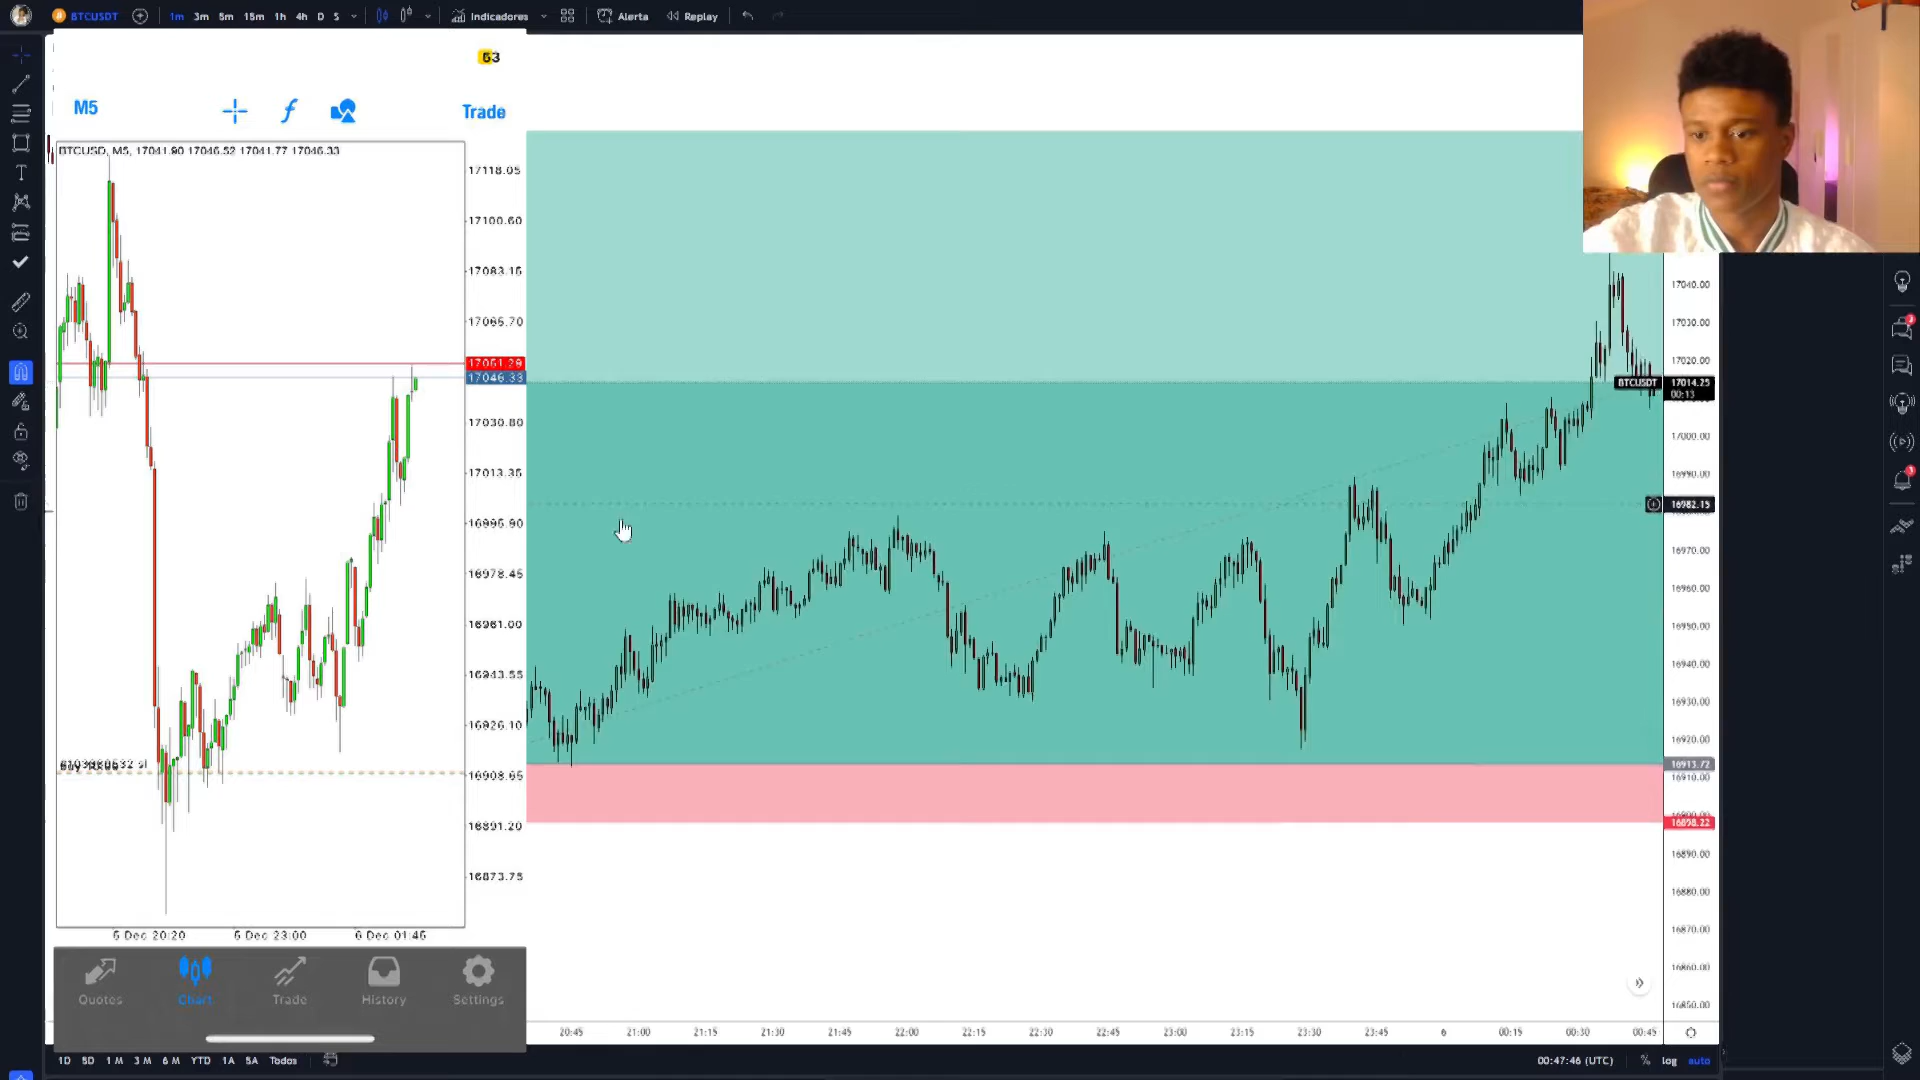 BTCUSDT
1m 3m 5m 15m 1h 4h D S
Indicadores
Alerta
Replay
M5
Trade
BTCUSD, M5, 17041.90 17046.52 17041.77 17046.33
17118.05
17100.60
17083.15
17065.70
17051.29
17046.33
17030.80
17013.35
16995.90
16978.45
16961.00
16943.55
16926.10
16908.65
16891.20
16873.75
5 Dec 20:20
5 Dec 23:00
6 Dec 01:45
Quotes
Chart
Trade
History
Settings
17040.00
17030.00
17020.00
BTCUSDT
17014.25
00:13
17000.00
16990.00
16982.15
16970.00
16960.00
16950.00
16940.00
16930.00
16920.00
16913.72
16910.00
16898.22
16890.00
16880.00
16870.00
16860.00
16850.00
20:45 21:00 21:15 21:30 21:45 22:00 22:15 22:30 22:45 23:00 23:15 23:30 23:45 6 00:15 00:30 00:45
1D 5D 1M 3M 6M YTD 1A 5A Todos
00:47:46 (UTC)
% log auto